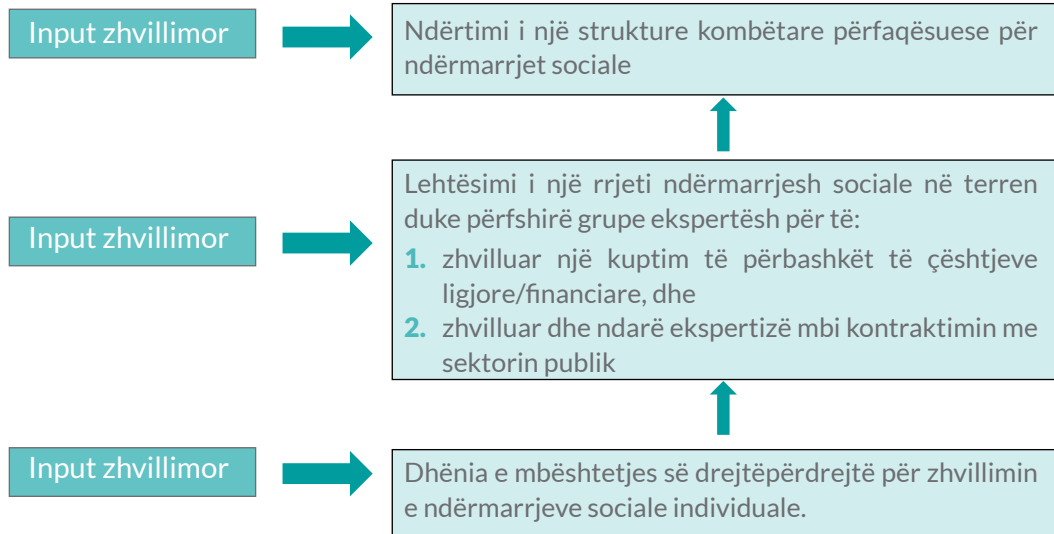 Input zhvillimor
Ndërtimi i një strukture kombëtare përfaqësuese për
ndërmarrjet sociale
Input zhvillimor
Lehtësimi i një rrjeti ndërmarrjesh sociale në terren
duke përfshirë grupe ekspertësh për të:
1. zhvilluar një kuptim të përbashkët të çështjeve
ligjore/financiare, dhe
2. zhvilluar dhe ndarë ekspertizë mbi kontraktimin me
sektorin publik
Input zhvillimor
Dhënia e mbështetjes së drejtëpërdrejtë për zhvillimin
e ndërmarrjeve sociale individuale.